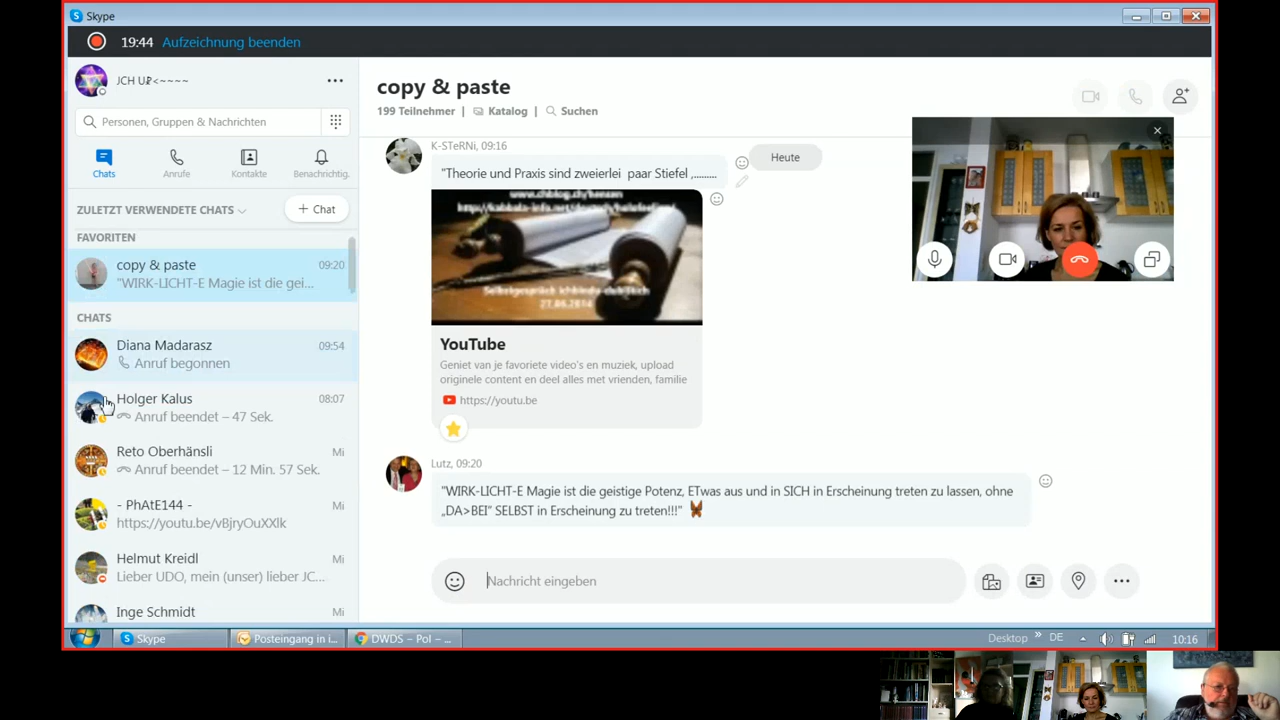 Skype
19:44 Aufzeichnung beenden
JCH U
Personen, Gruppen & Nachrichten
Chats
Anrufe
Kontakte
Benachrichtig.
ZULETZT VERWENDETE CHATS
+ Chat
FAVORITEN
copy & paste 09:20
"WIRK-LICHT-E Magie ist die gei...
CHATS
Diana Madarasz 09:54
Anruf begonnen
Holger Kalus 08:07
Anruf beendet – 47 Sek.
Reto Oberhänsli Mi
Anruf beendet – 12 Min. 57 Sek.
- PhAtE144 - Mi
https://youtu.be/vBjryOuXXlk
Helmut Kreidl Mi
Lieber UDO, mein (unser) lieber JC...
Inge Schmidt Mi
copy & paste
199 Teilnehmer | Katalog | Suchen
Heute
K-STeRNi, 09:16
"Theorie und Praxis sind zweierlei paar Stiefel ,.........
Selbstgespräch
27.06.2014
YouTube
Geniet van je favoriete video's en muziek, upload
originele content en deel alles met vrienden, familie
https://youtu.be
Lutz, 09:20
"WIRK-LICHT-E Magie ist die geistige Potenz, ETwas aus und in SICH in Erscheinung treten zu lassen, ohne
„DA>BEI" SELBST in Erscheinung zu treten!!!"
Nachricht eingeben
Skype
Posteingang in i...
DWDS – Pol – ...
Desktop » DE 10:16